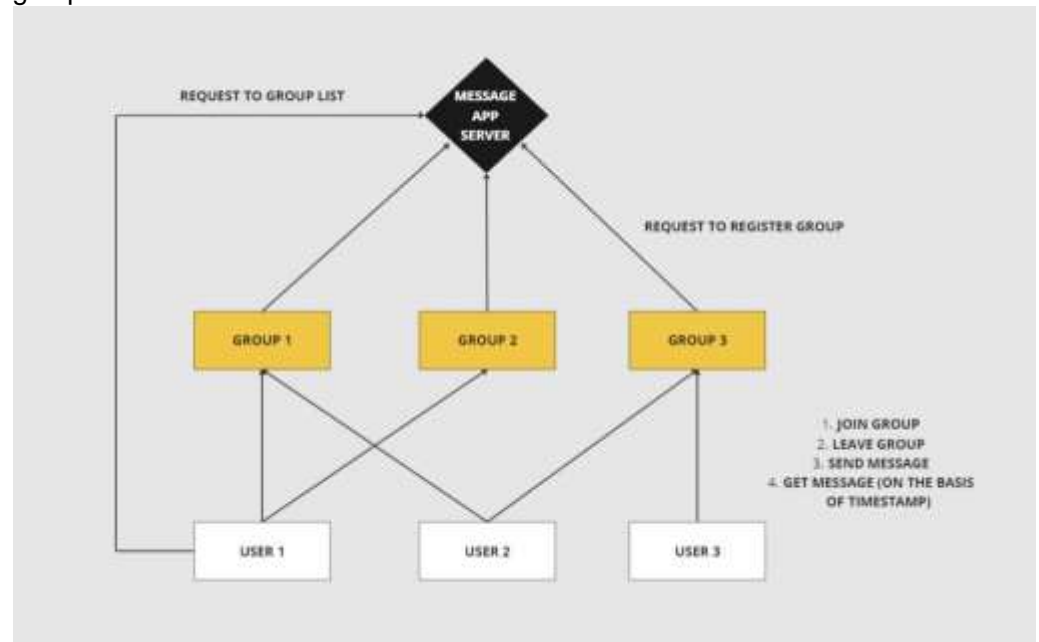 REQUEST TO GROUP LIST
MESSAGE
APP
SERVER
REQUEST TO REGISTER GROUP
GROUP 1
GROUP 2
GROUP 3
1. JOIN GROUP
2. LEAVE GROUP
3. SEND MESSAGE
4. GET MESSAGE (ON THE BASIS
OF TIMESTAMP)
USER 1
USER 2
USER 3